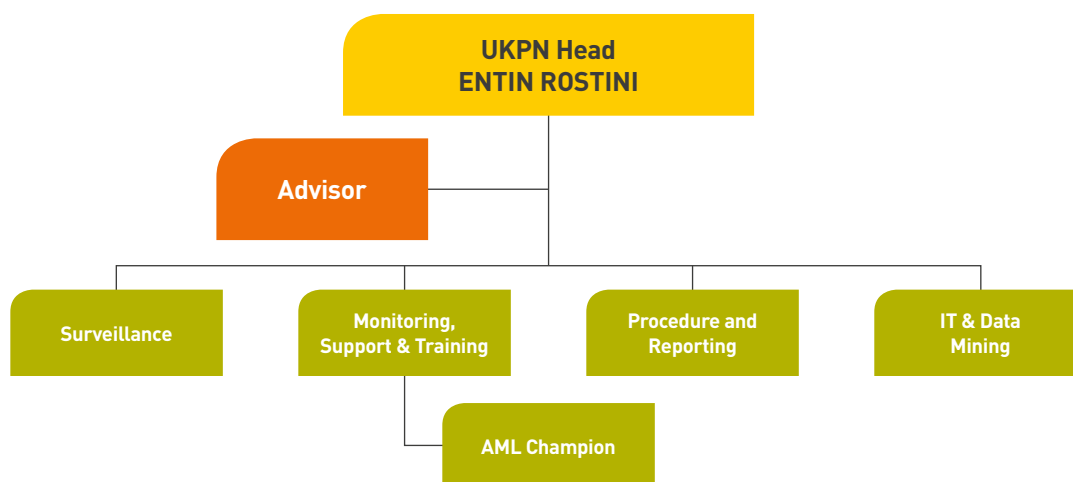 UKPN Head
ENTIN ROSTINI
Advisor
Surveillance
Monitoring,
Support & Training
Procedure and
Reporting
IT & Data
Mining
AML Champion